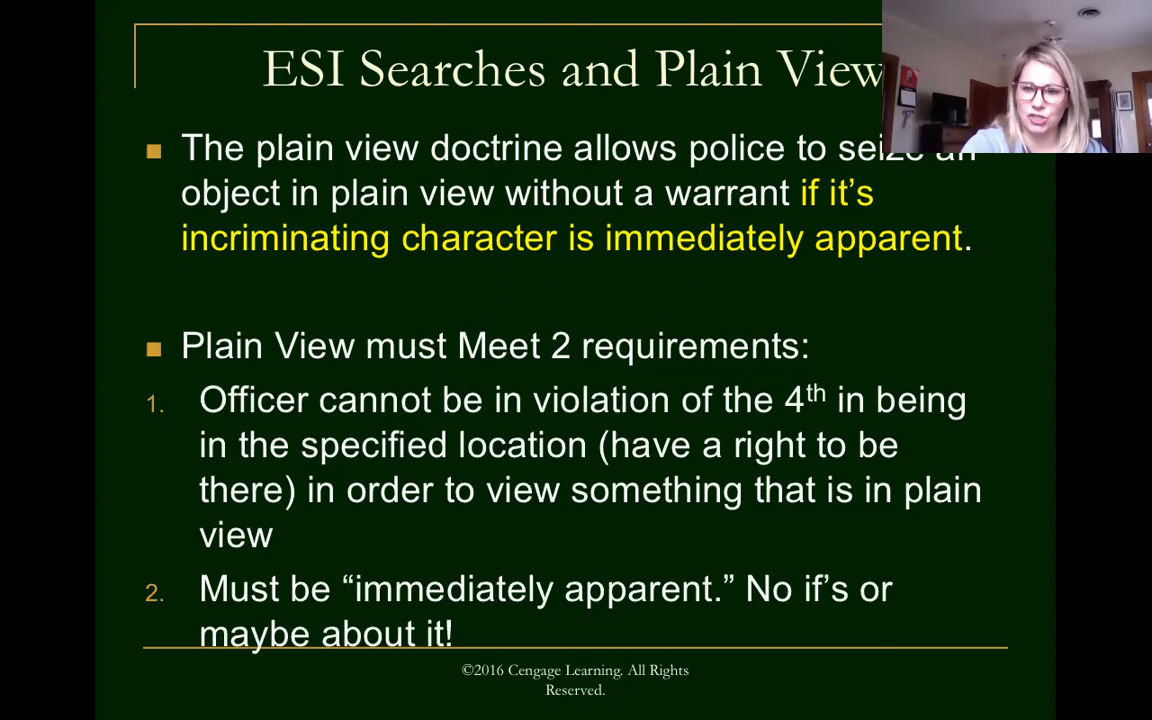 ESI Searches and Plain View
The plain view doctrine allows police to seize an
object in plain view without a warrant if it's
incriminating character is immediately apparent.
Plain View must Meet 2 requirements:
1. Officer cannot be in violation of the 4th in being
in the specified location (have a right to be
there) in order to view something that is in plain
view
2. Must be “immediately apparent.” No if’s or
maybe about it!
©2016 Cengage Learning. All Rights
Reserved.